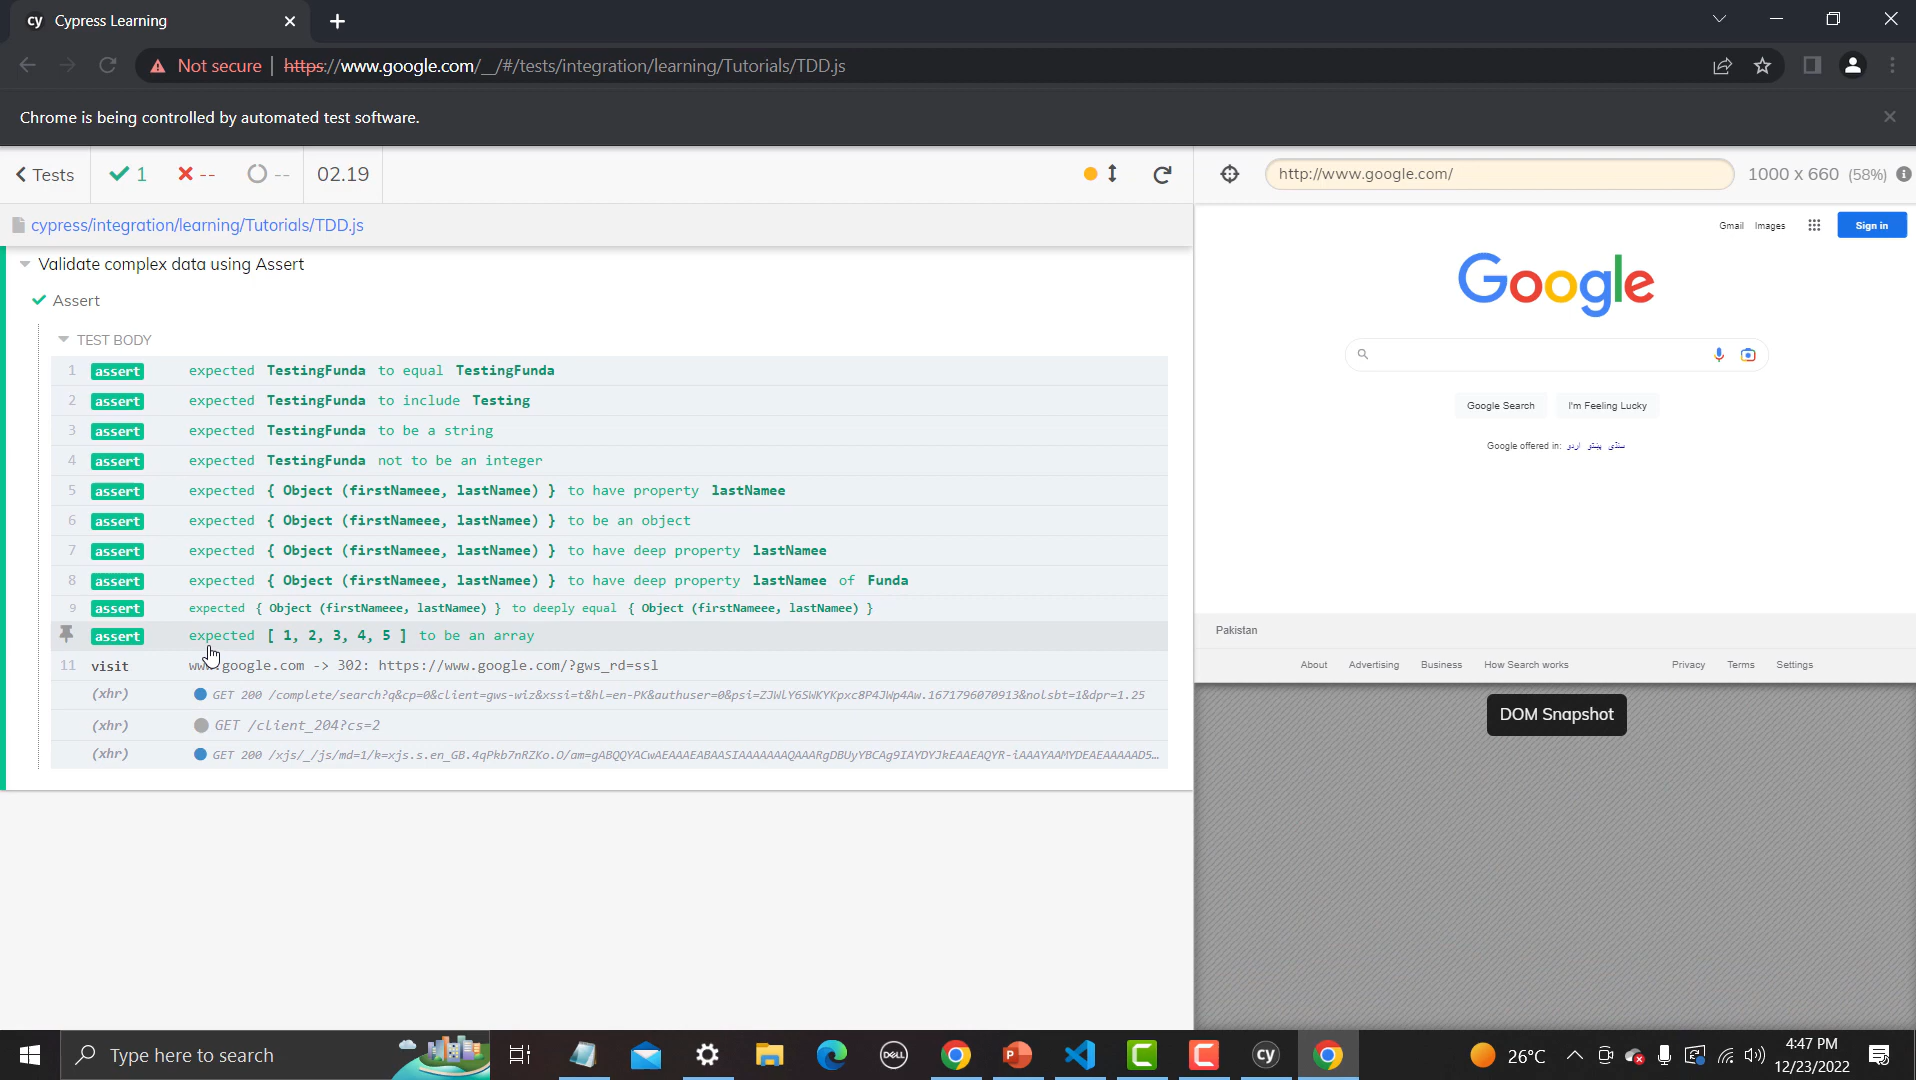 cy Cypress Learning
Not secure https://www.google.com/__/#/tests/integration/learning/Tutorials/TDD.js
Chrome is being controlled by automated test software.
Tests 1 -- -- 02.19
http://www.google.com/ 1000 x 660 (58%)
cypress/integration/learning/Tutorials/TDD.js
Validate complex data using Assert
Assert
TEST BODY
1 assert expected TestingFunda to equal TestingFunda
2 assert expected TestingFunda to include Testing
3 assert expected TestingFunda to be a string
4 assert expected TestingFunda not to be an integer
5 assert expected { Object (firstNameee, lastNamee) } to have property lastNamee
6 assert expected { Object (firstNameee, lastNamee) } to be an object
7 assert expected { Object (firstNameee, lastNamee) } to have deep property lastNamee
8 assert expected { Object (firstNameee, lastNamee) } to have deep property lastNamee of Funda
9 assert expected { Object (firstNameee, lastNamee) } to deeply equal { Object (firstNameee, lastNamee) }
assert expected [ 1, 2, 3, 4, 5 ] to be an array
11 visit www.google.com -> 302: https://www.google.com/?gws_rd=ssl
(xhr) GET 200 /complete/search?q&cp=0&client=gws-wiz&xssi=t&hl=en-PK&authuser=0&psi=ZJWLY6SWKYKpxc8P4JWp4Aw.1671796070913&nolsbt=1&dpr=1.25
(xhr) GET /client_204?cs=2
(xhr) GET 200 /xjs/_/js/md=1/k=xjs.s.en_GB.4qPkb7nRZKo.O/am=gABQQYACwAEAAAEABAASIAAAAAAAQAAARgDBUyYBCAg9IAYDYJkEAAEAQYR-iAAAYAAMYDEAEAAAAAD5...
Gmail Images Sign in
Google
Google Search I'm Feeling Lucky
Google offered in: اردو پښتو سنڌي
Pakistan
About Advertising Business How Search works Privacy Terms Settings
DOM Snapshot
Type here to search
DELL
P
cy
26°C
4:47 PM
12/23/2022